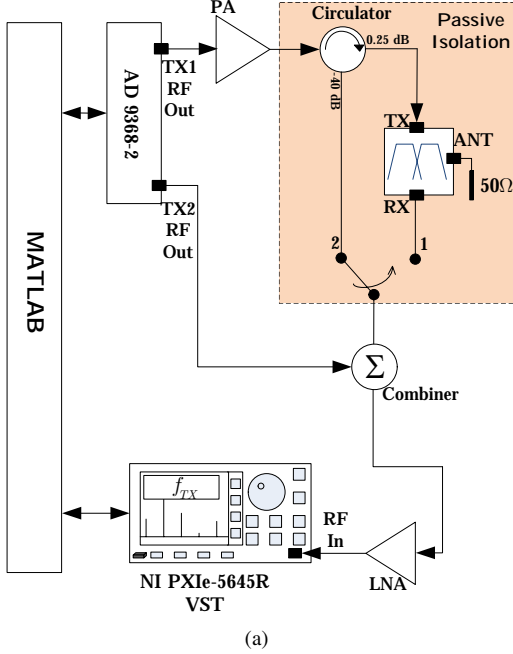 PA
Circulator
Passive
Isolation
0.25 dB
-40 dB
TX1
RF
Out
AD 9368-2
TX
ANT
50Ω
RX
TX2
RF
Out
2
1
MATLAB
Σ
Combiner
f_TX
RF
In
LNA
NI PXIe-5645R
VST
(a)